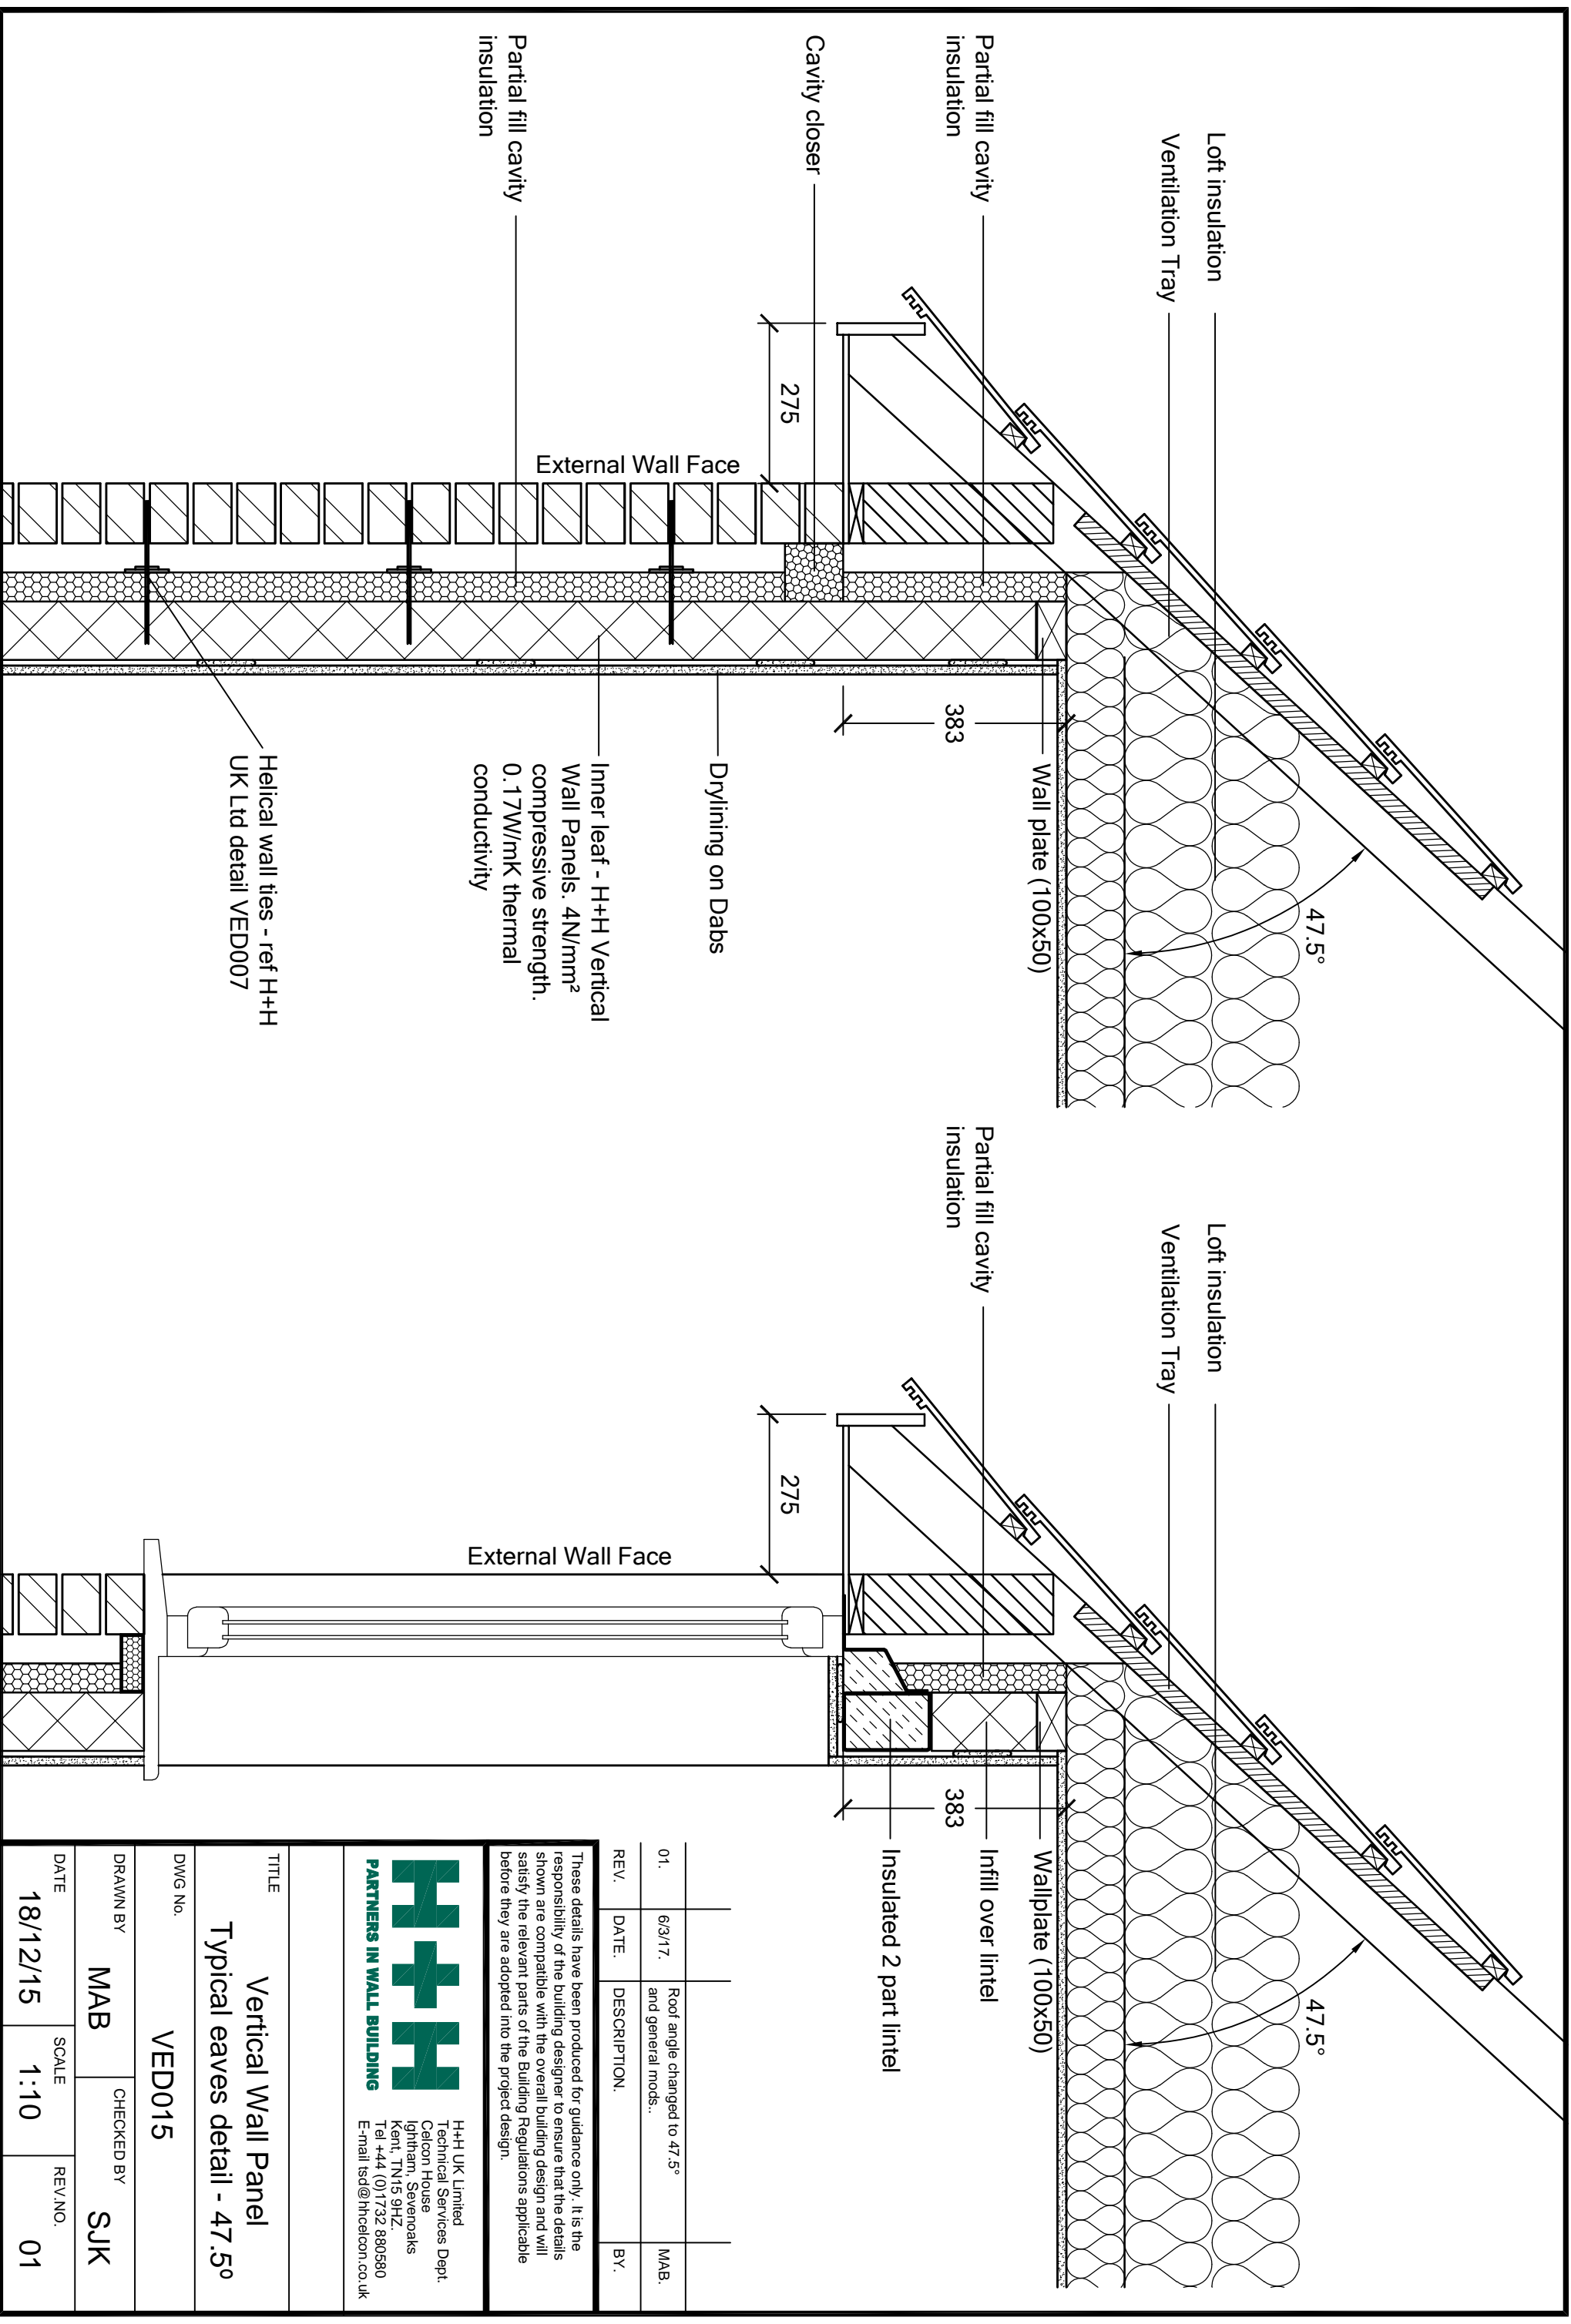 Loft insulation
Ventilation Tray
Partial fill cavity
insulation
Cavity closer
Partial fill cavity
insulation
275
External Wall Face
47.5°
383
Wall plate (100x50)
Drylining on Dabs
Inner leaf - H+H Vertical
Wall Panels. 4N/mm²
compressive strength.
0.17W/mK thermal
conductivity
Helical wall ties - ref H+H
UK Ltd detail VED007
Loft insulation
Ventilation Tray
Partial fill cavity
insulation
275
External Wall Face
47.5°
383
Wallplate (100x50)
Infill over lintel
Insulated 2 part lintel
01. 6/3/17. Roof angle changed to 47.5° MAB.
and general mods..
REV. DATE. DESCRIPTION. BY.
These details have been produced for guidance only. It is the
responsibility of the building designer to ensure that the details
shown are compatible with the overall building design and will
satisfy the relevant parts of the Building Regulations applicable
before they are adopted into the project design.
H+H
PARTNERS IN WALL BUILDING
H+H UK Limited
Technical Services Dept.
Celcon House
Ightham, Sevenoaks
Kent, TN15 9HZ.
Tel +44 (0)1732 880580
E-mail tsd@hhcelcon.co.uk
TITLE
Vertical Wall Panel
Typical eaves detail - 47.5º
DWG No.
VED015
DRAWN BY CHECKED BY
MAB SJK
DATE SCALE REV.NO.
18/12/15 1:10 01